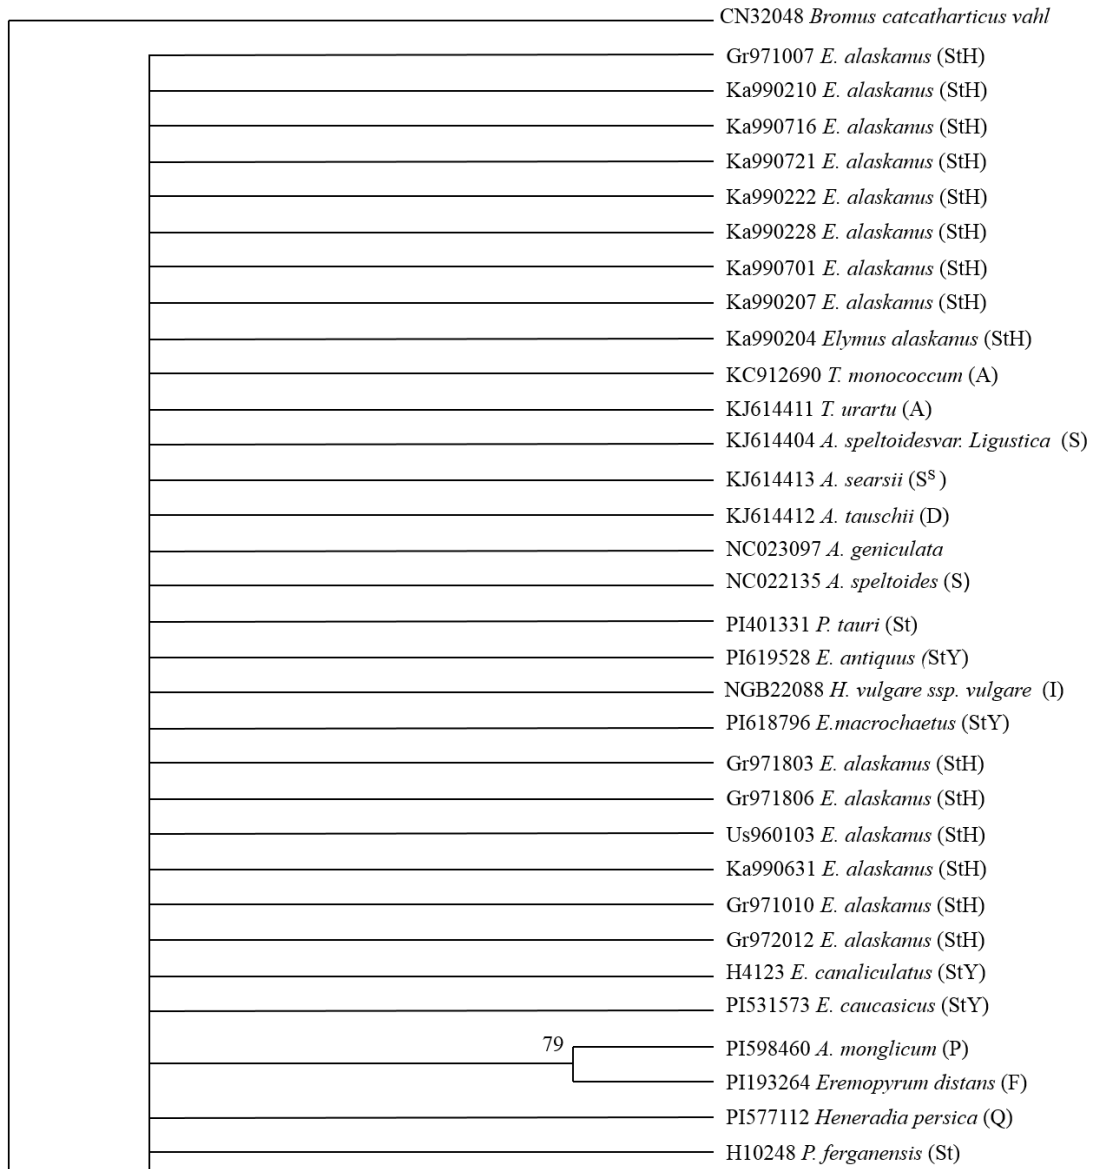 CN32048 Bromus catcatharticus vahl
Gr971007 E. alaskanus (StH)
Ka990210 E. alaskanus (StH)
Ka990716 E. alaskanus (StH)
Ka990721 E. alaskanus (StH)
Ka990222 E. alaskanus (StH)
Ka990228 E. alaskanus (StH)
Ka990701 E. alaskanus (StH)
Ka990207 E. alaskanus (StH)
Ka990204 Elymus alaskanus (StH)
KC912690 T. monococcum (A)
KJ614411 T. urartu (A)
KJ614404 A. speltoidesvar. Ligustica (S)
KJ614413 A. searsii (Sˢ)
KJ614412 A. tauschii (D)
NC023097 A. geniculata
NC022135 A. speltoides (S)
PI401331 P. tauri (St)
PI619528 E. antiquus (StY)
NGB22088 H. vulgare ssp. vulgare (I)
PI618796 E.macrochaetus (StY)
Gr971803 E. alaskanus (StH)
Gr971806 E. alaskanus (StH)
Us960103 E. alaskanus (StH)
Ka990631 E. alaskanus (StH)
Gr971010 E. alaskanus (StH)
Gr972012 E. alaskanus (StH)
H4123 E. canaliculatus (StY)
PI531573 E. caucasicus (StY)
79
PI598460 A. monglicum (P)
PI193264 Eremopyrum distans (F)
PI577112 Heneradia persica (Q)
H10248 P. ferganensis (St)